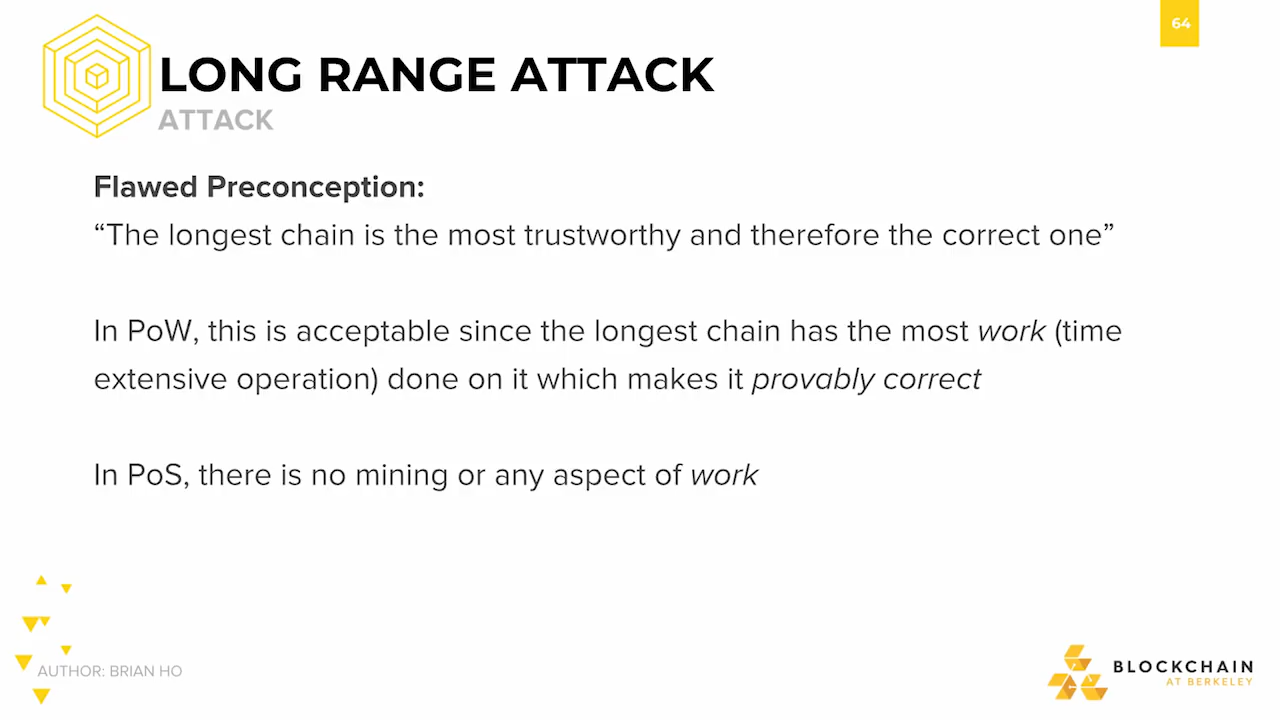 64
LONG RANGE ATTACK
ATTACK
Flawed Preconception:
“The longest chain is the most trustworthy and therefore the correct one”
In PoW, this is acceptable since the longest chain has the most work (time
extensive operation) done on it which makes it provably correct
In PoS, there is no mining or any aspect of work
AUTHOR: BRIAN HO
BLOCKCHAIN
AT BERKELEY